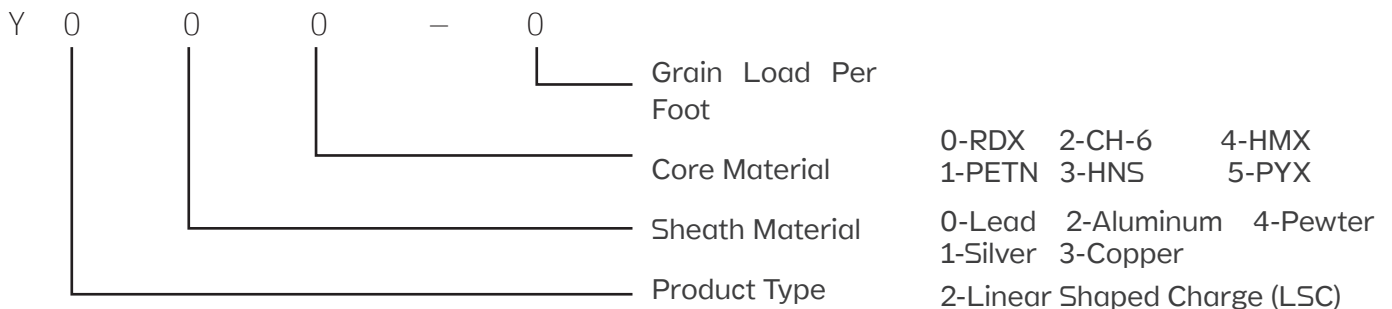 Y 0 0 0 – 0
Grain Load Per
Foot
Core Material
0-RDX 2-CH-6 4-HMX
1-PETN 3-HNS 5-PYX
Sheath Material
0-Lead 2-Aluminum 4-Pewter
1-Silver 3-Copper
Product Type
2-Linear Shaped Charge (LSC)